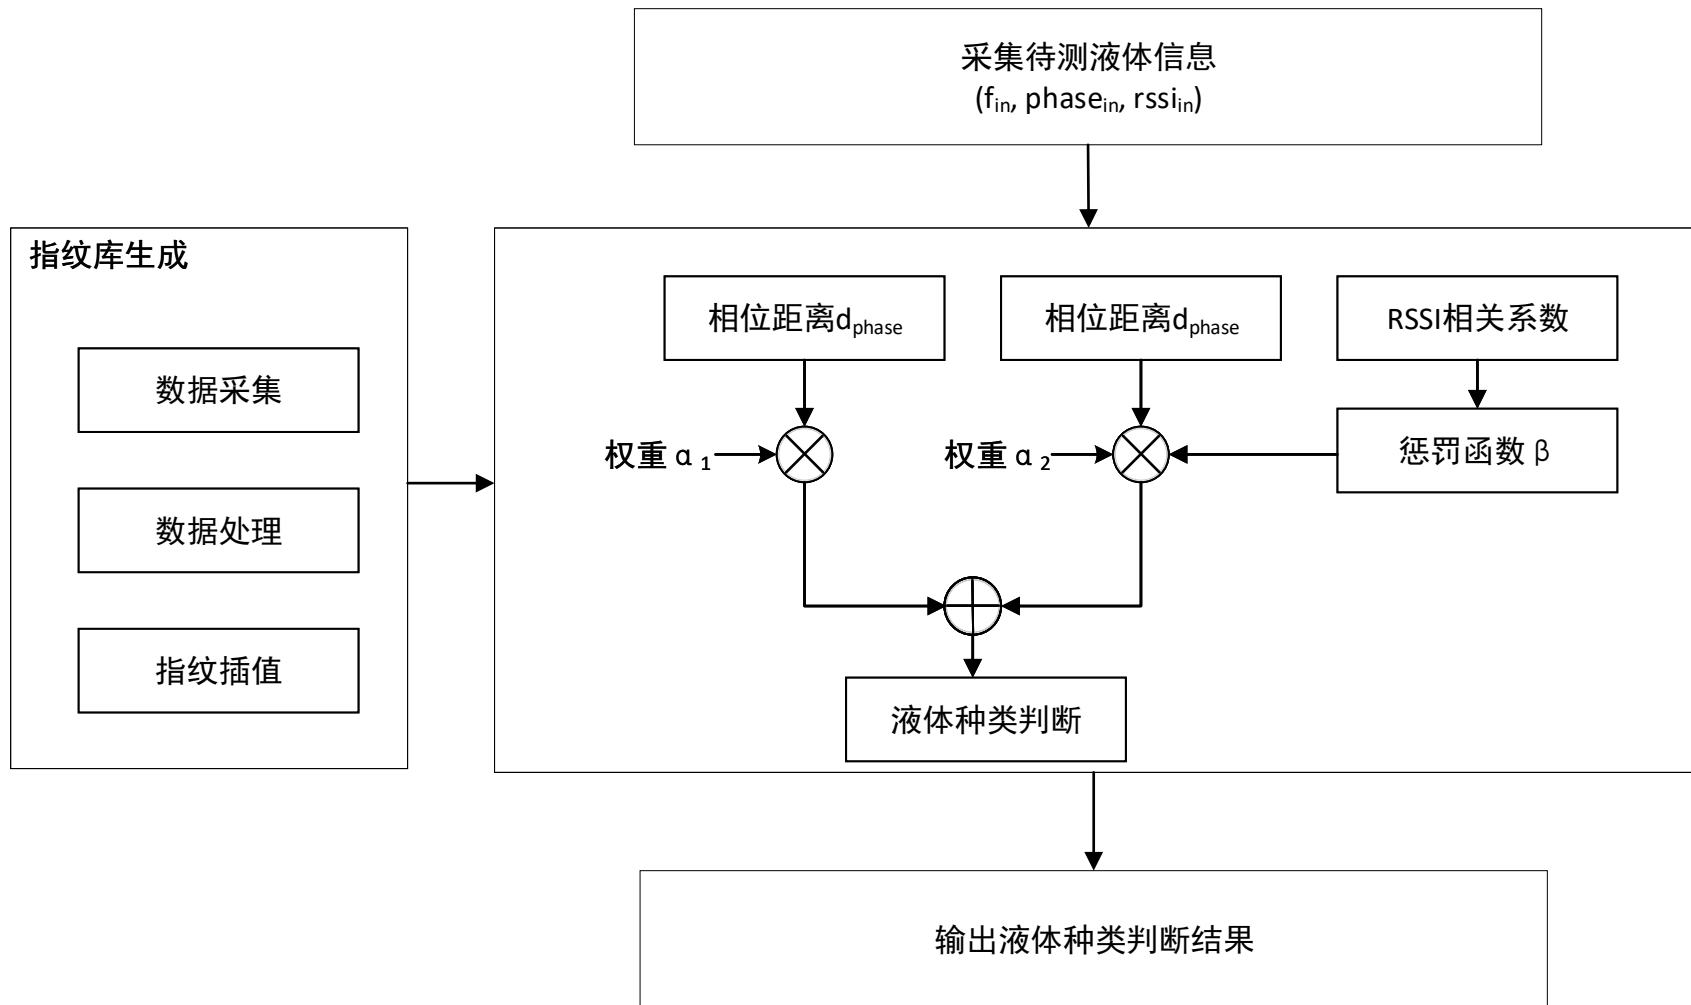 采集待测液体信息
(fin, phasein, rssiin)
指纹库生成
数据采集
数据处理
指纹插值
相位距离dphase
相位距离dphase
RSSI相关系数
权重 α 1
权重 α 2
惩罚函数 β
液体种类判断
输出液体种类判断结果